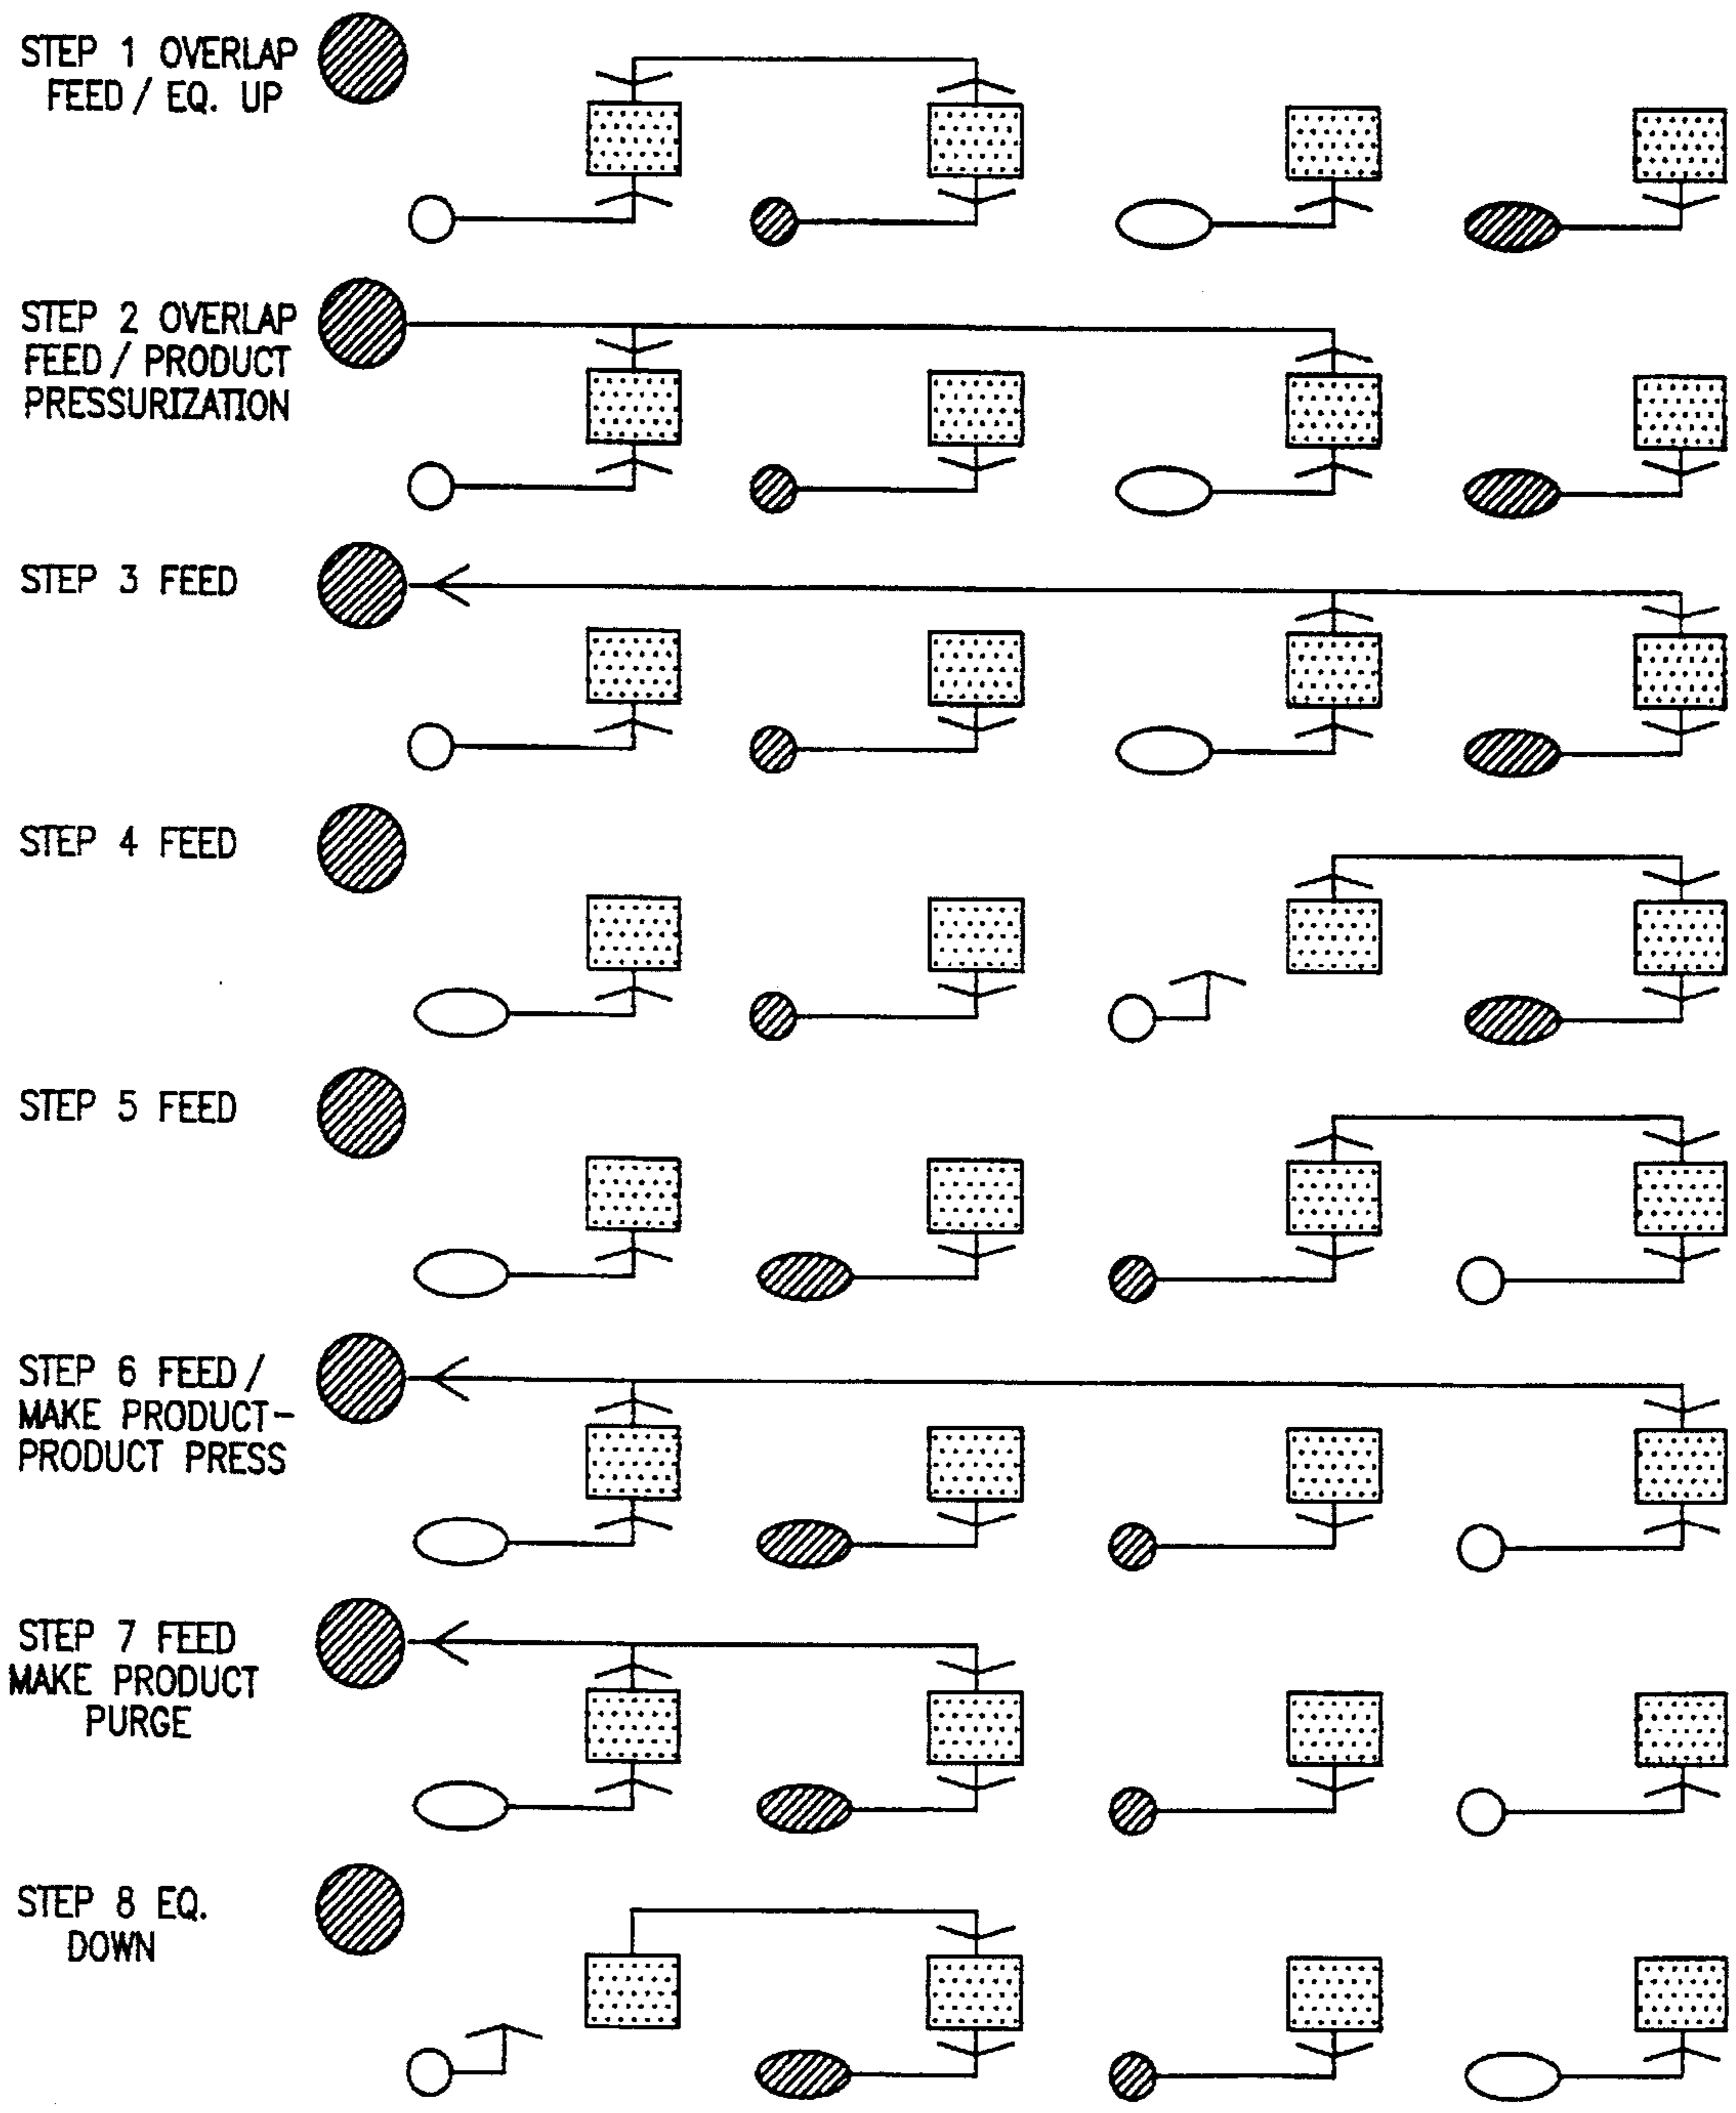 STEP 1 OVERLAP
FEED / EQ. UP
STEP 2 OVERLAP
FEED / PRODUCT
PRESSURIZATION
STEP 3 FEED
STEP 4 FEED
STEP 5 FEED
STEP 6 FEED /
MAKE PRODUCT-
PRODUCT PRESS
STEP 7 FEED
MAKE PRODUCT
PURGE
STEP 8 EQ.
DOWN